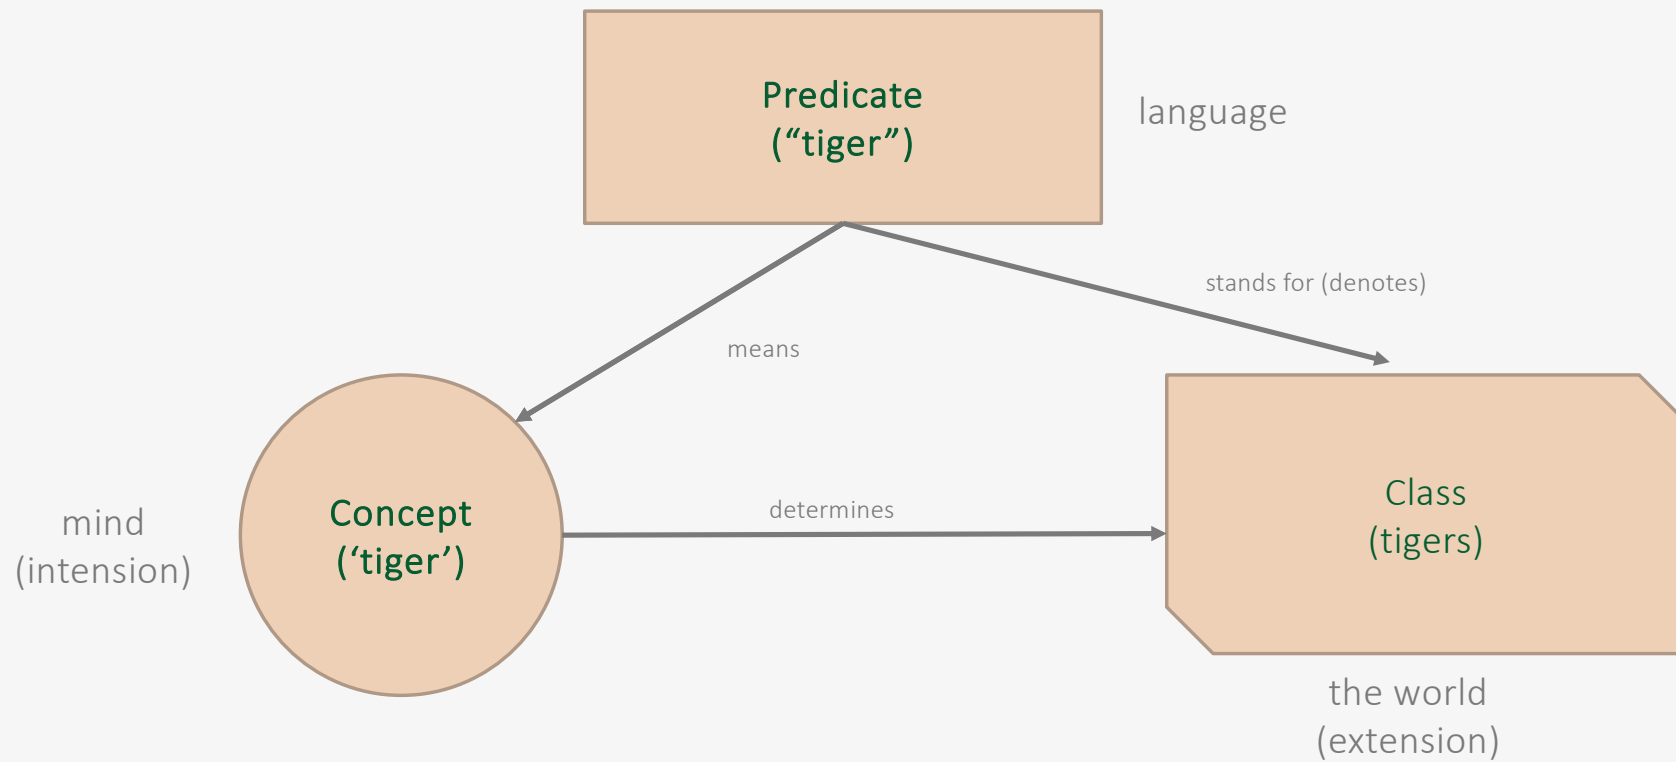 Predicate
(“tiger”)
language
stands for (denotes)
means
Concept
(‘tiger’)
mind
(intension)
determines
Class
(tigers)
the world
(extension)